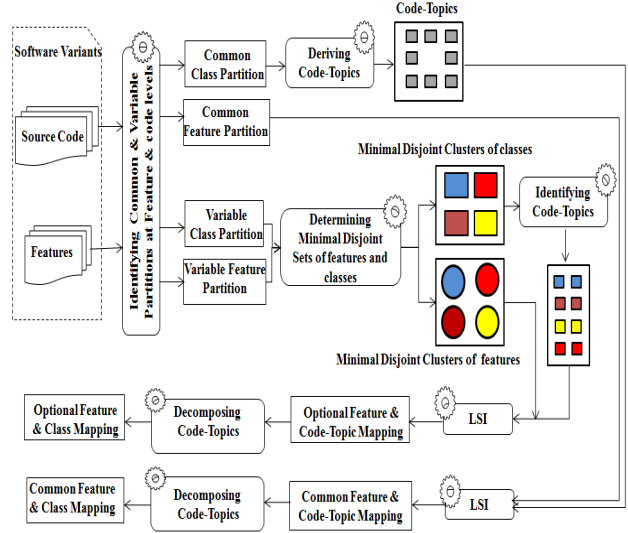 Code-Topics
Software Variants
Source Code
Features
Identifying Common & Variable
Partitions at Feature & code levels
Common
Class Partition
Deriving
Code-Topics
Common
Feature Partition
Variable
Class Partition
Variable Feature
Partition
Determining
Minimal Disjoint
Sets of features and
classes
Minimal Disjoint Clusters of classes
Identifying
Code-Topics
Minimal Disjoint Clusters of features
Optional Feature
& Class Mapping
Decomposing
Code-Topics
Optional Feature &
Code-Topic Mapping
LSI
Common Feature
& Class Mapping
Decomposing
Code-Topics
Common Feature &
Code-Topic Mapping
LSI